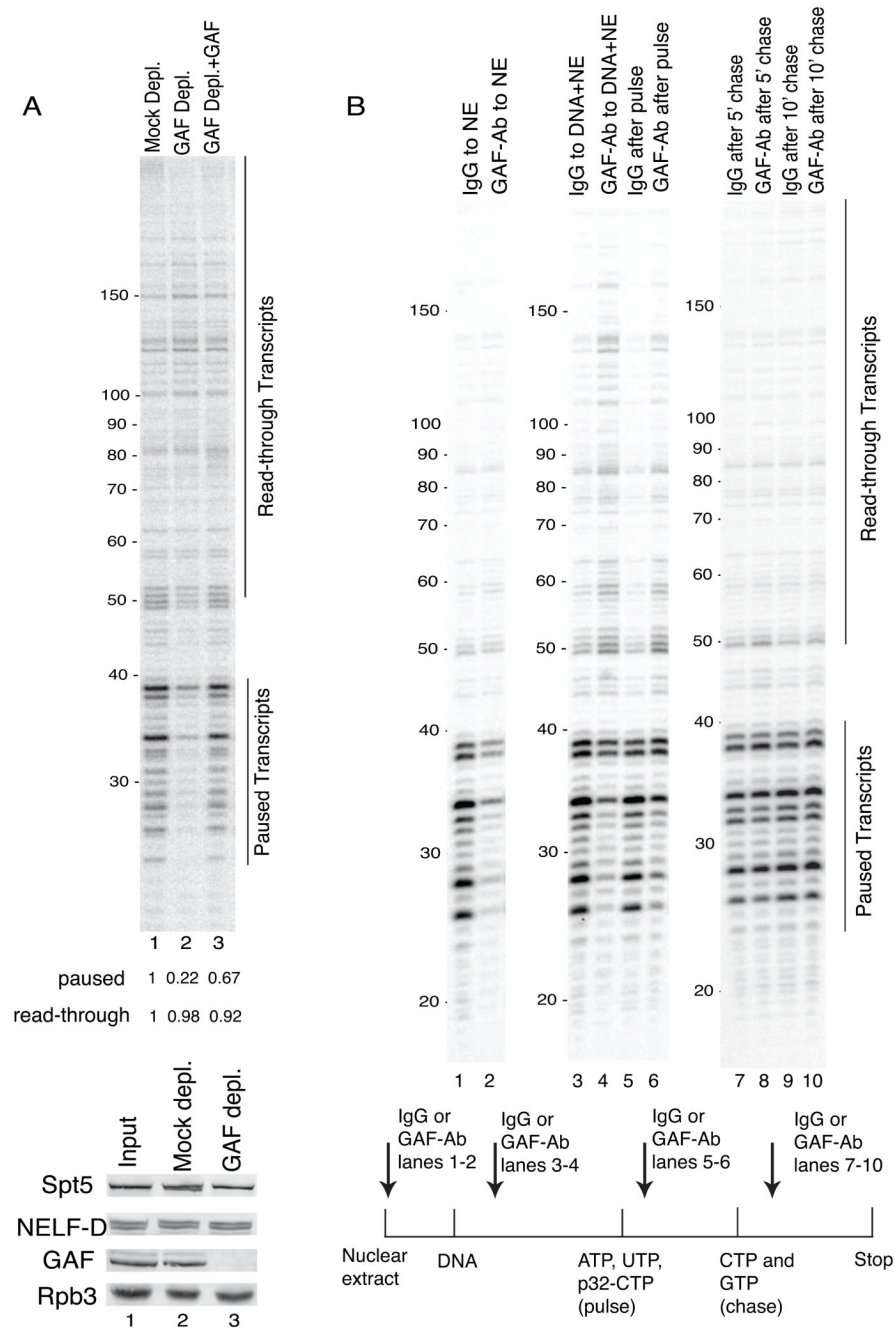 A
Mock Depl.
GAF Depl.
GAF Depl.+GAF
150 -
100 -
90 -
80 -
70 -
60 -
50 -
40 -
30 -
Read-through Transcripts
Paused Transcripts
1 2 3
paused 1 0.22 0.67
read-through 1 0.98 0.92
Input
Mock depl.
GAF depl.
Spt5
NELF-D
GAF
Rpb3
1 2 3
B
IgG to NE
GAF-Ab to NE
IgG to DNA+NE
GAF-Ab to DNA+NE
IgG after pulse
GAF-Ab after pulse
IgG after 5' chase
GAF-Ab after 5' chase
IgG after 10' chase
GAF-Ab after 10' chase
150 -
100 -
90 -
80 -
70 -
60 -
50 -
40 -
30 -
20 -
150 -
100 -
90 -
80 -
70 -
60 -
50 -
40 -
30 -
20 -
150 -
100
90 -
80 -
70 -
60 -
50 -
40 -
30 -
20 -
Read-through Transcripts
Paused Transcripts
1 2 3 4 5 6 7 8 9 10
IgG or
GAF-Ab
lanes 1-2
IgG or
GAF-Ab
lanes 3-4
IgG or
GAF-Ab
lanes 5-6
IgG or
GAF-Ab
lanes 7-10
Nuclear
extract
DNA
ATP, UTP,
p32-CTP
(pulse)
CTP and
GTP
(chase)
Stop